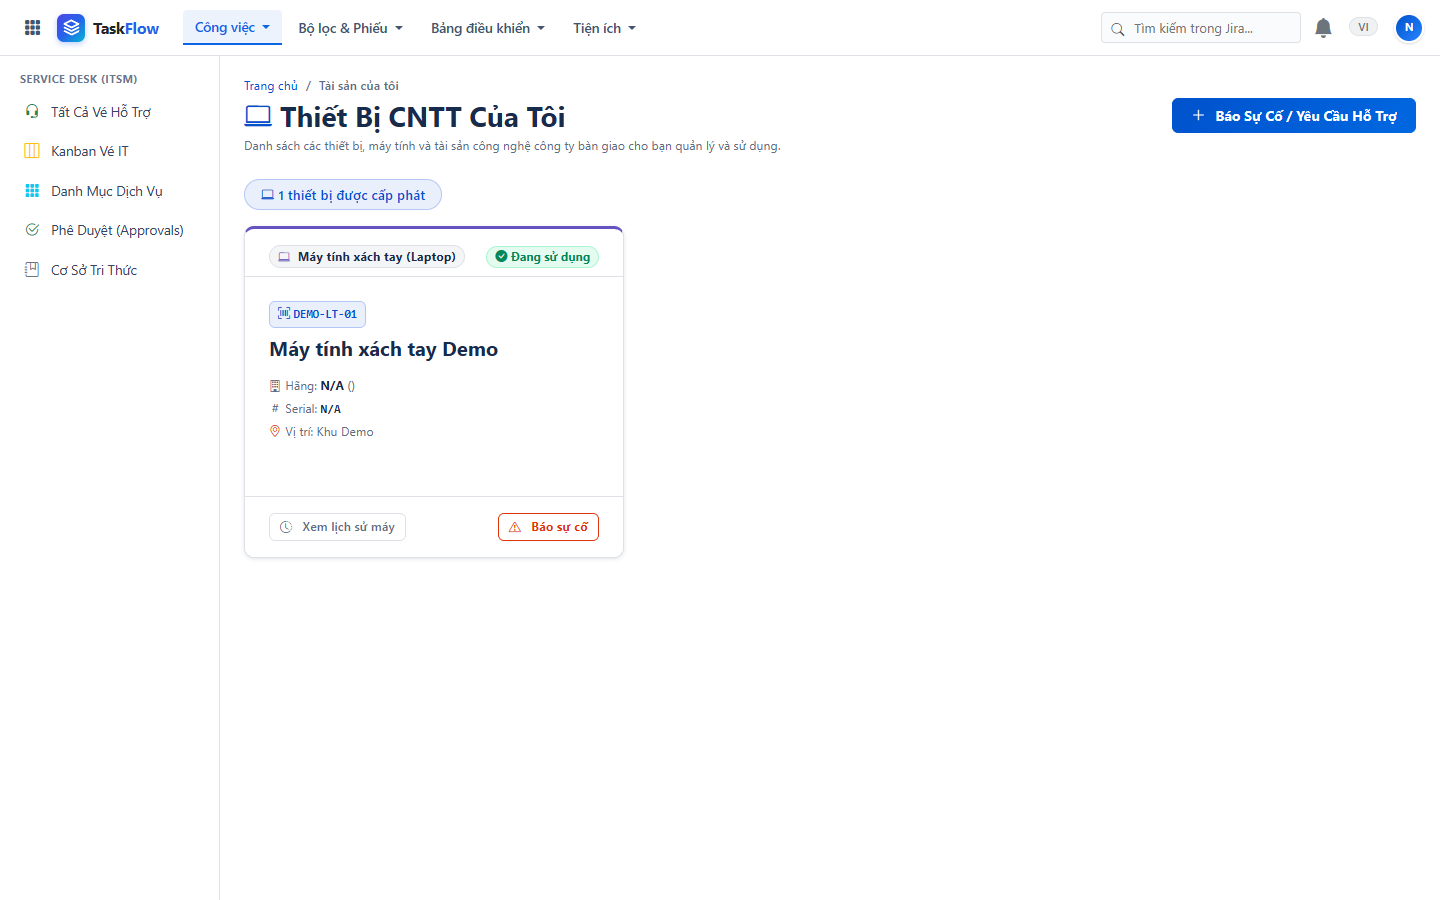 TaskFlow
Công việc
Bộ lọc & Phiếu
Bảng điều khiển
Tiện ích
Tìm kiếm trong Jira...
VI
N
SERVICE DESK (ITSM)
Tất Cả Vé Hỗ Trợ
Kanban Vé IT
Danh Mục Dịch Vụ
Phê Duyệt (Approvals)
Cơ Sở Tri Thức
Trang chủ / Tài sản của tôi
Thiết Bị CNTT Của Tôi
Danh sách các thiết bị, máy tính và tài sản công nghệ công ty bàn giao cho bạn quản lý và sử dụng.
+ Báo Sự Cố / Yêu Cầu Hỗ Trợ
1 thiết bị được cấp phát
Máy tính xách tay (Laptop)
Đang sử dụng
DEMO-LT-01
Máy tính xách tay Demo
Hãng: N/A ()
# Serial: N/A
Vị trí: Khu Demo
Xem lịch sử máy
Báo sự cố